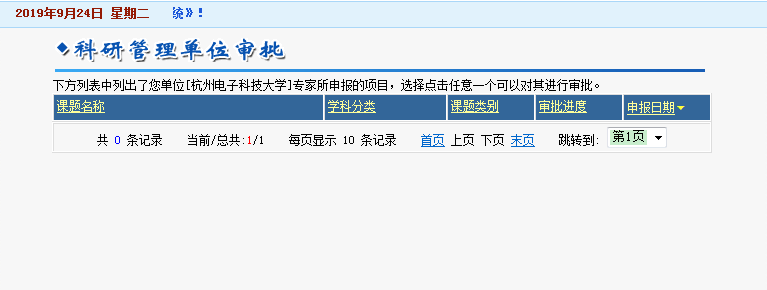 2019年9月24日 星期二 统》!
科研管理单位审批
下方列表中列出了您单位[杭州电子科技大学]专家所申报的项目，选择点击任意一个可以对其进行审批。
课题名称 学科分类 课题类别 审批进度 申报日期
共 0 条记录 当前/总共:1/1 每页显示 10 条记录 首页 上页 下页 末页 跳转到: 第1页